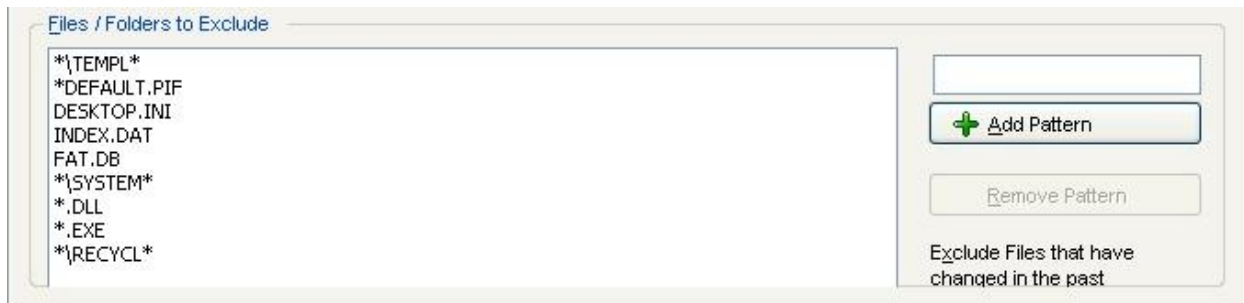 Files / Folders to Exclude
*\TEMPL*
*DEFAULT.PIF
DESKTOP.INI
INDEX.DAT
FAT.DB
*\SYSTEM*
*.DLL
*.EXE
*\RECYCL*
Add Pattern
Remove Pattern
Exclude Files that have
changed in the past